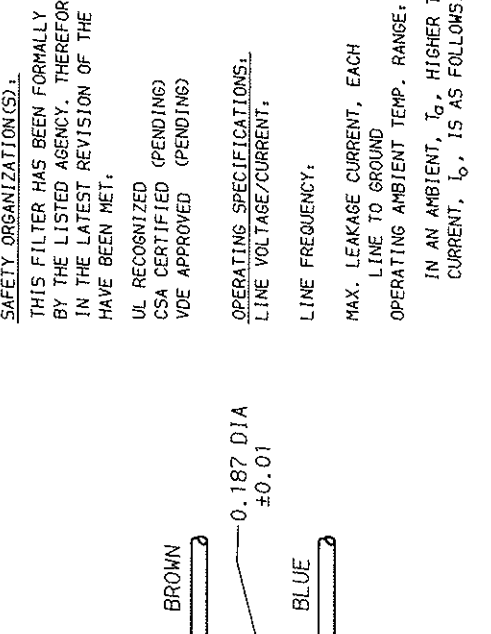 SAFETY ORGANIZATION(S):
THIS FILTER HAS BEEN FORMALLY
BY THE LISTED AGENCY. THEREFOR
IN THE LATEST REVISION OF THE
HAVE BEEN MET:
UL RECOGNIZED
CSA CERTIFIED (PENDING)
VDE APPROVED (PENDING)
OPERATING SPECIFICATIONS:
LINE VOLTAGE/CURRENT:
LINE FREQUENCY:
MAX. LEAKAGE CURRENT, EACH
LINE TO GROUND
OPERATING AMBIENT TEMP. RANGE:
IN AN AMBIENT, Ta, HIGHER T
CURRENT, Io, IS AS FOLLOWS
BROWN
0.187 DIA
±0.01
BLUE